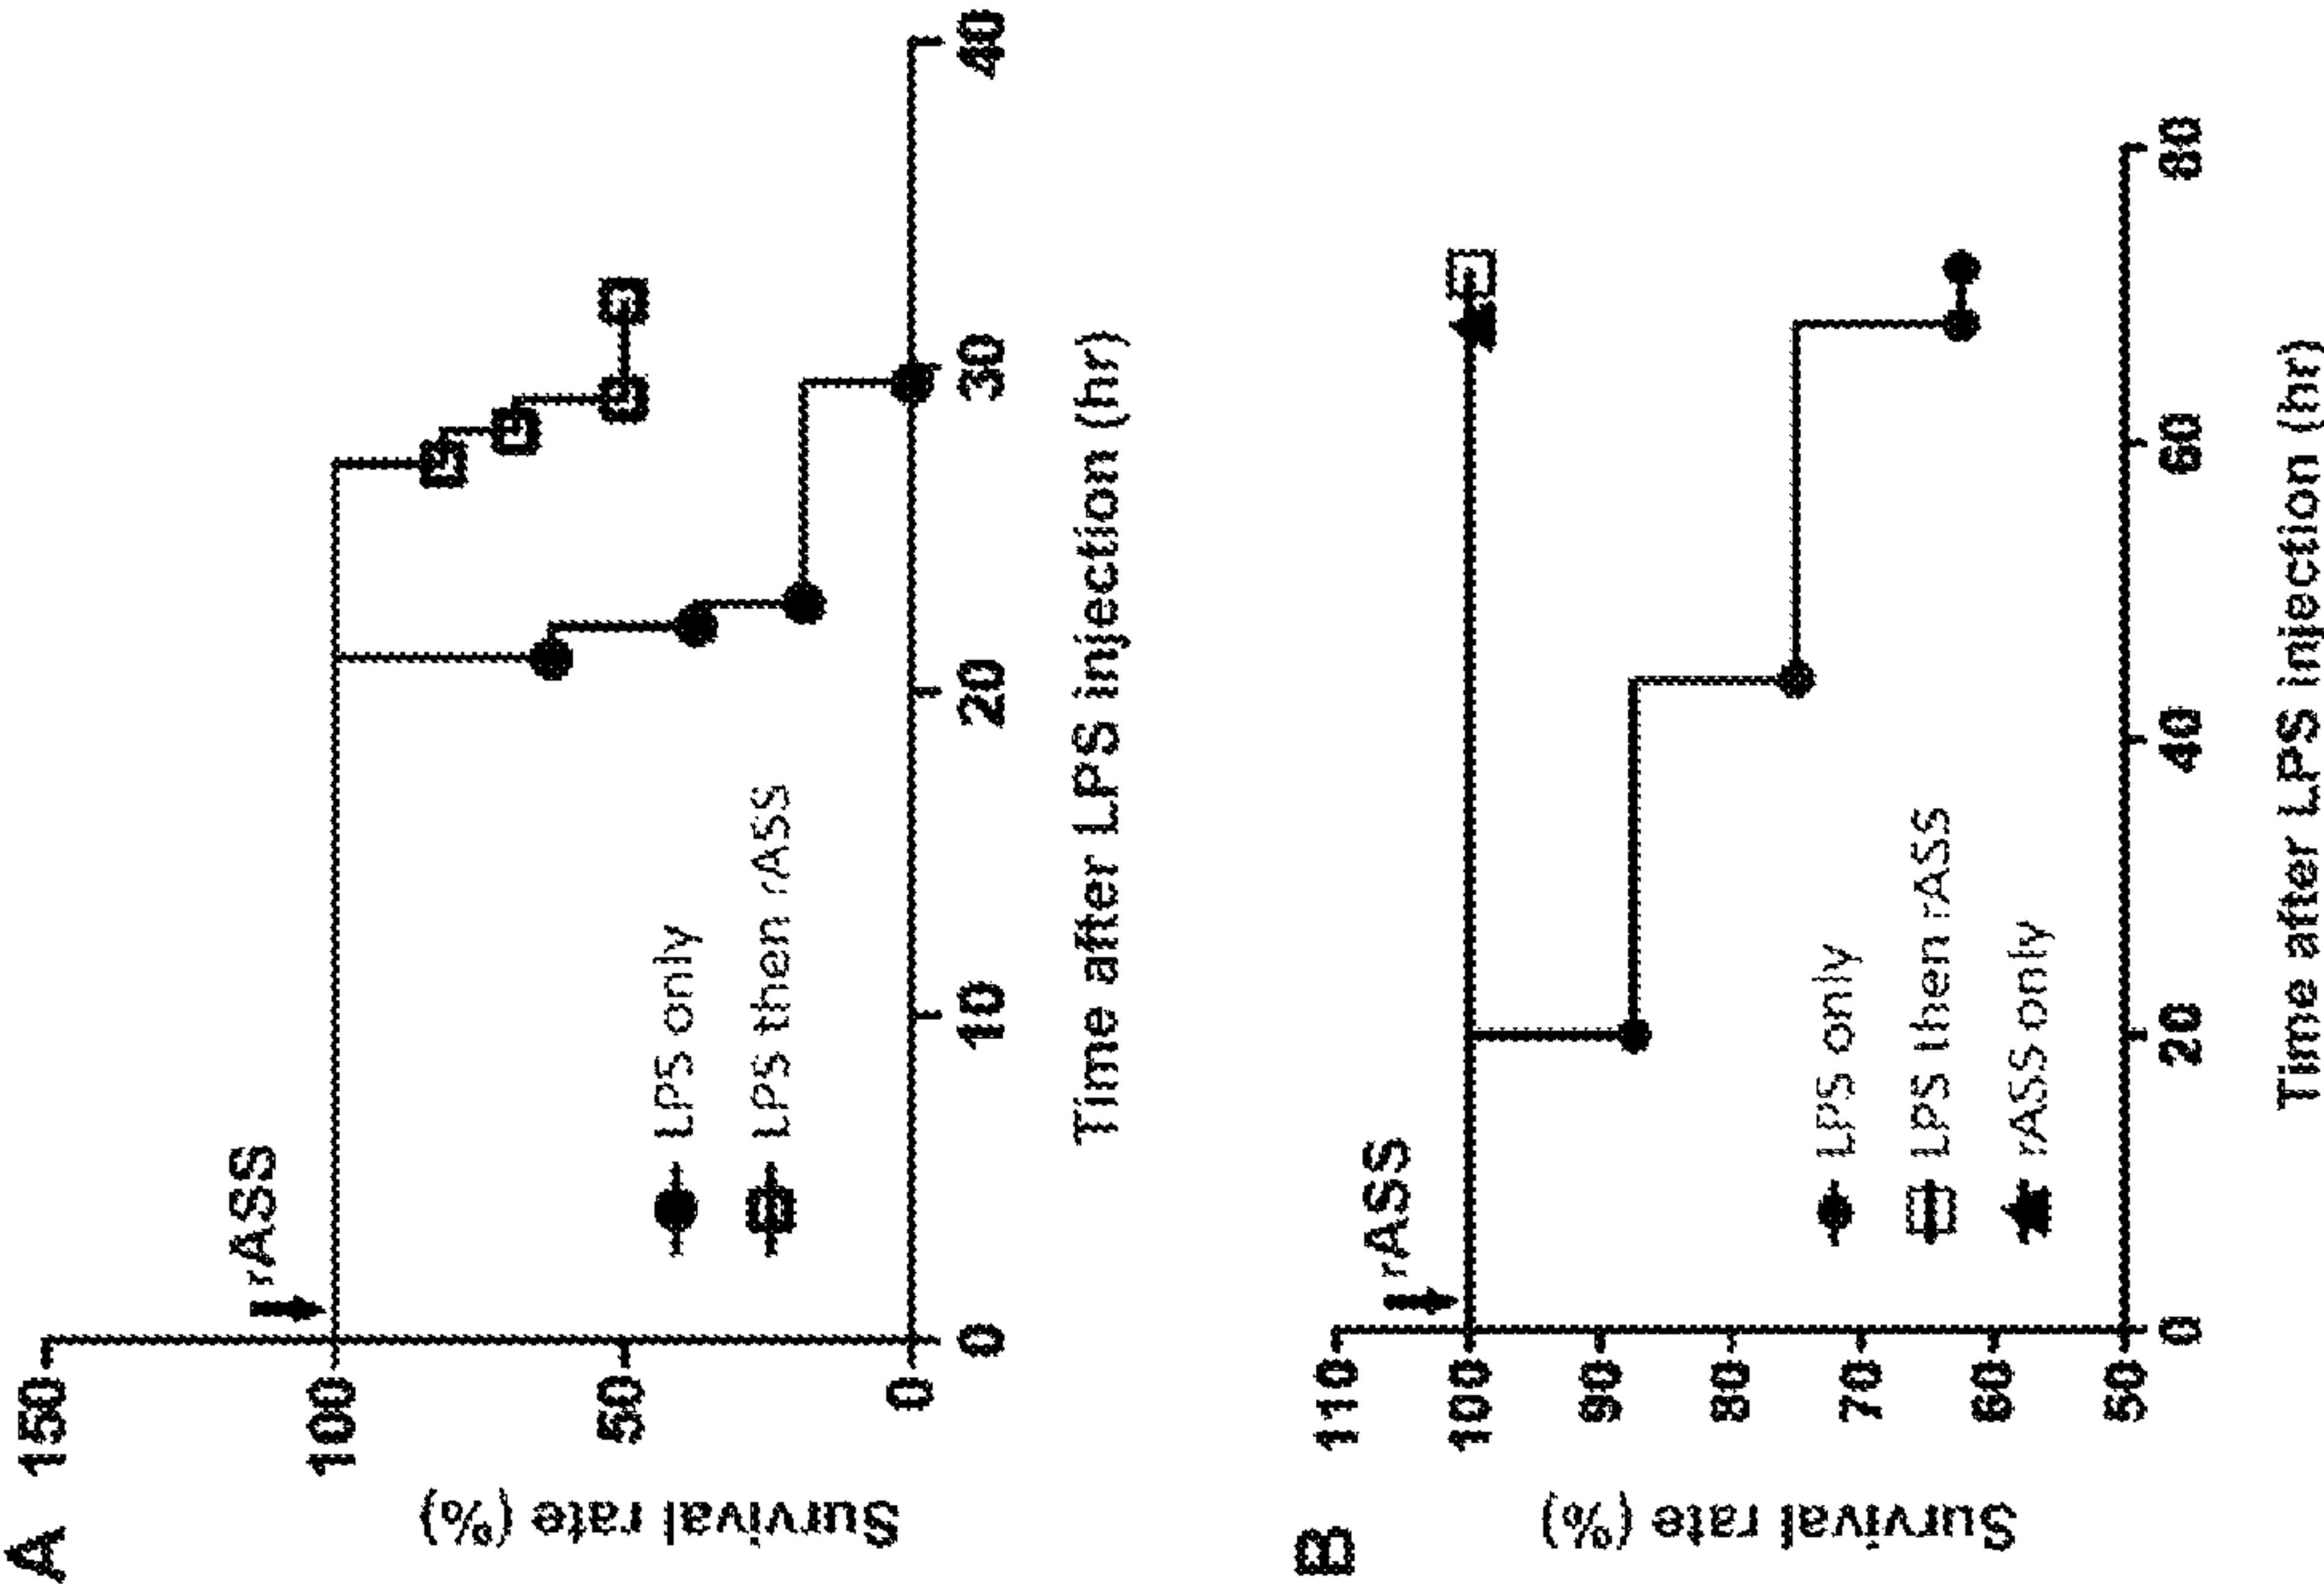 A
150
100
50
0
Survival rate (%)
rASS
LPS only
LPS then rASS
0
10
20
30
40
Time after LPS injection (hr)
B
110
100
90
80
70
60
50
Survival rate (%)
rASS
LPS only
LPS then rASS
rASS only
0
20
40
60
80
Time after LPS injection (hr)